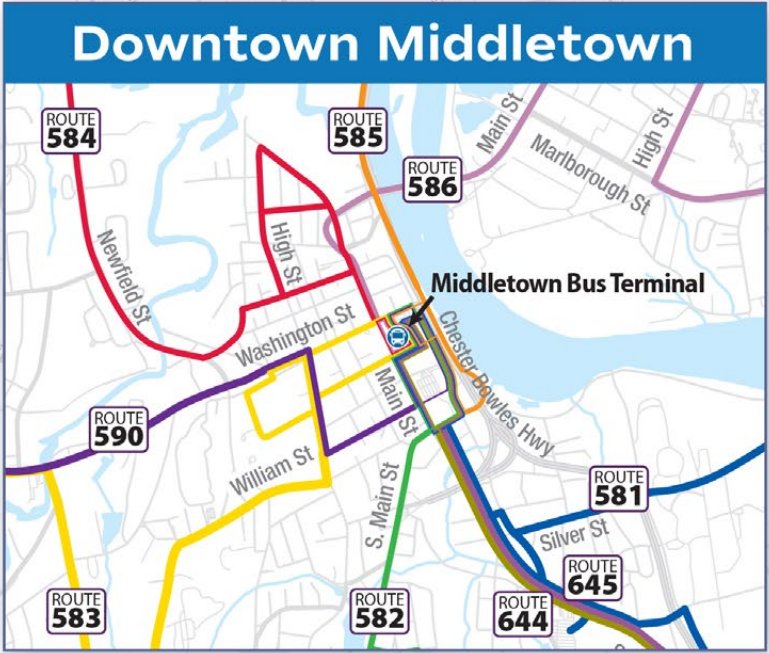 Downtown Middletown
ROUTE
584
ROUTE
585
ROUTE
586
Main St
High St
Marlborough St
High St
Newfield St
Middletown Bus Terminal
Washington St
Chester Bowles Hwy
Main St
ROUTE
590
William St
S. Main St
ROUTE
581
Silver St
ROUTE
645
ROUTE
583
ROUTE
582
ROUTE
644